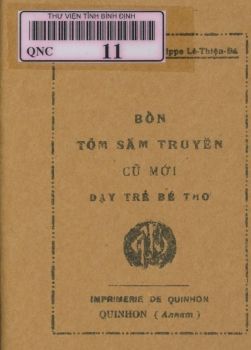 THƯ VIỆN TỈNH BÌNH ĐỊNH
QNC
11
ippe Lê-Thiện-Bá
BỔN
TÓM SẤM TRUYỀN
CŨ MỚI
DẠY TRẺ BÉ THƠ
IMPRIMERIE DE QUINHON
QUINHON ( Annam )